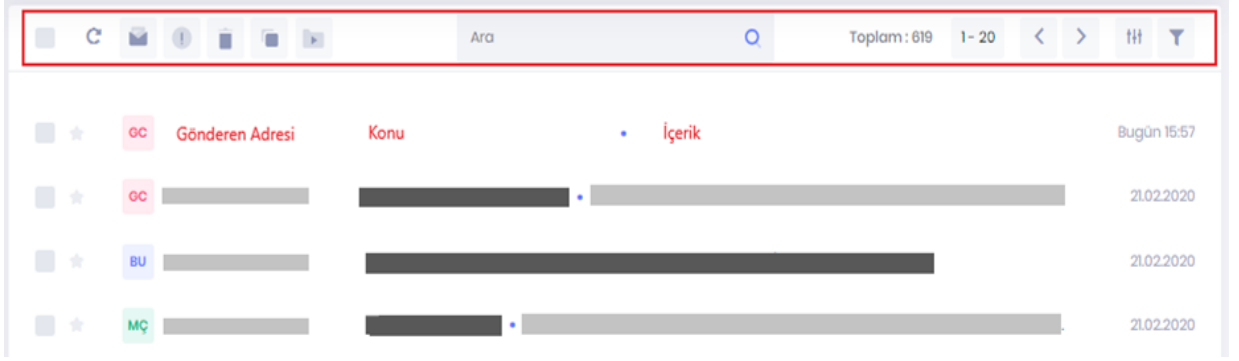 Ara Toplam : 619 1- 20
GC Gönderen Adresi Konu • İçerik Bugün 15:57
GC 21.02.2020
BU 21.02.2020
MÇ 21.02.2020